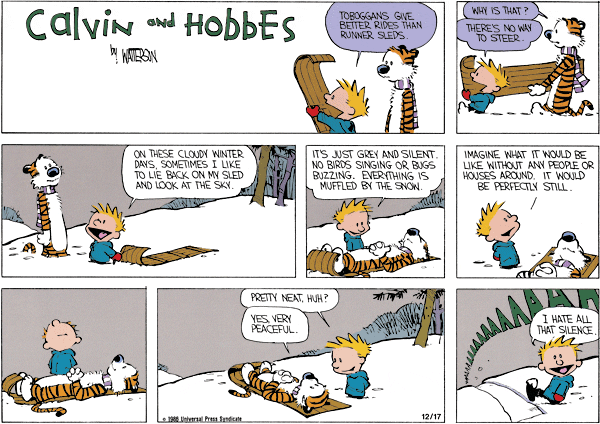 Calvin and HOBBES
by WATTERSON
TOBOGGANS GIVE
BETTER RIDES THAN
RUNNER SLEDS.
WHY IS THAT?
THERE'S NO WAY
TO STEER.
ON THESE CLOUDY WINTER
DAYS, SOMETIMES I LIKE
TO LIE BACK ON MY SLED
AND LOOK AT THE SKY.
IT'S JUST GREY AND SILENT.
NO BIRDS SINGING OR BUGS
BUZZING. EVERYTHING IS
MUFFLED BY THE SNOW.
IMAGINE WHAT IT WOULD BE
LIKE WITHOUT ANY PEOPLE OR
HOUSES AROUND. IT WOULD
BE PERFECTLY STILL.
PRETTY NEAT, HUH?
YES, VERY
PEACEFUL.
© 1986 Universal Press Syndicate
12/17
I HATE ALL
THAT SILENCE.